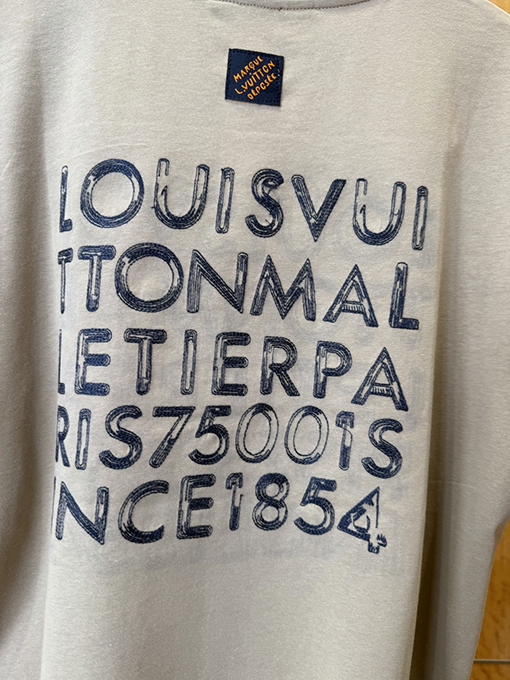 MARQUE
L.VUITTON
DÉPOSÉE
LOUISVUI
TTONMAL
LETIERPA
RIS75001S
INCE1854